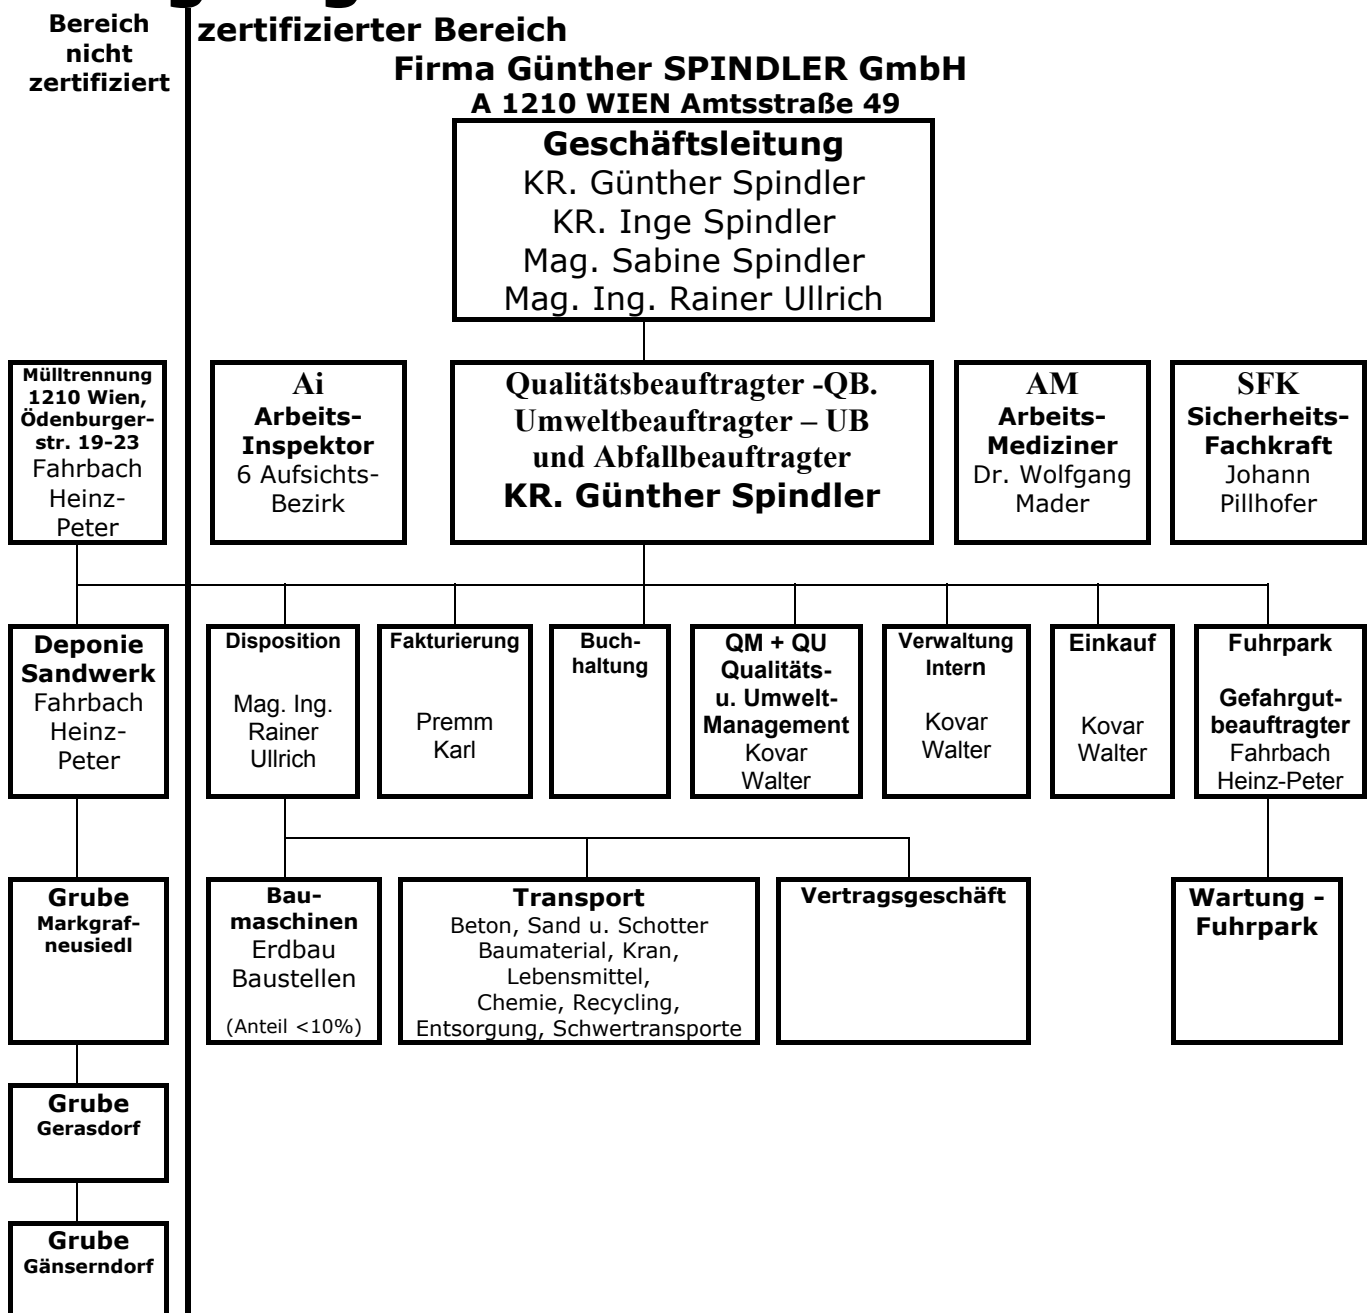 Bereich
nicht
zertifiziert
zertifizierter Bereich
Firma Günther SPINDLER GmbH
A 1210 WIEN Amtsstraße 49
Geschäftsleitung
KR. Günther Spindler
KR. Inge Spindler
Mag. Sabine Spindler
Mag. Ing. Rainer Ullrich
Mülltrennung
1210 Wien,
Ödenburger-
str. 19-23
Fahrbach
Heinz-
Peter
Ai
Arbeits-
Inspektor
6 Aufsichts-
Bezirk
Qualitätsbeauftragter -QB.
Umweltbeauftragter – UB
und Abfallbeauftragter
KR. Günther Spindler
AM
Arbeits-
Mediziner
Dr. Wolfgang
Mader
SFK
Sicherheits-
Fachkraft
Johann
Pillhofer
Deponie
Sandwerk
Fahrbach
Heinz-
Peter
Disposition
Mag. Ing.
Rainer
Ullrich
Fakturierung
Premm
Karl
Buch-
haltung
QM + QU
Qualitäts-
u. Umwelt-
Management
Kovar
Walter
Verwaltung
Intern
Kovar
Walter
Einkauf
Kovar
Walter
Fuhrpark
Gefahrgut-
beauftragter
Fahrbach
Heinz-Peter
Grube
Markgraf-
neusiedl
Bau-
maschinen
Erdbau
Baustellen
(Anteil <10%)
Transport
Beton, Sand u. Schotter
Baumaterial, Kran,
Lebensmittel,
Chemie, Recycling,
Entsorgung, Schwertransporte
Vertragsgeschäft
Wartung -
Fuhrpark
Grube
Gerasdorf
Grube
Gänserndorf